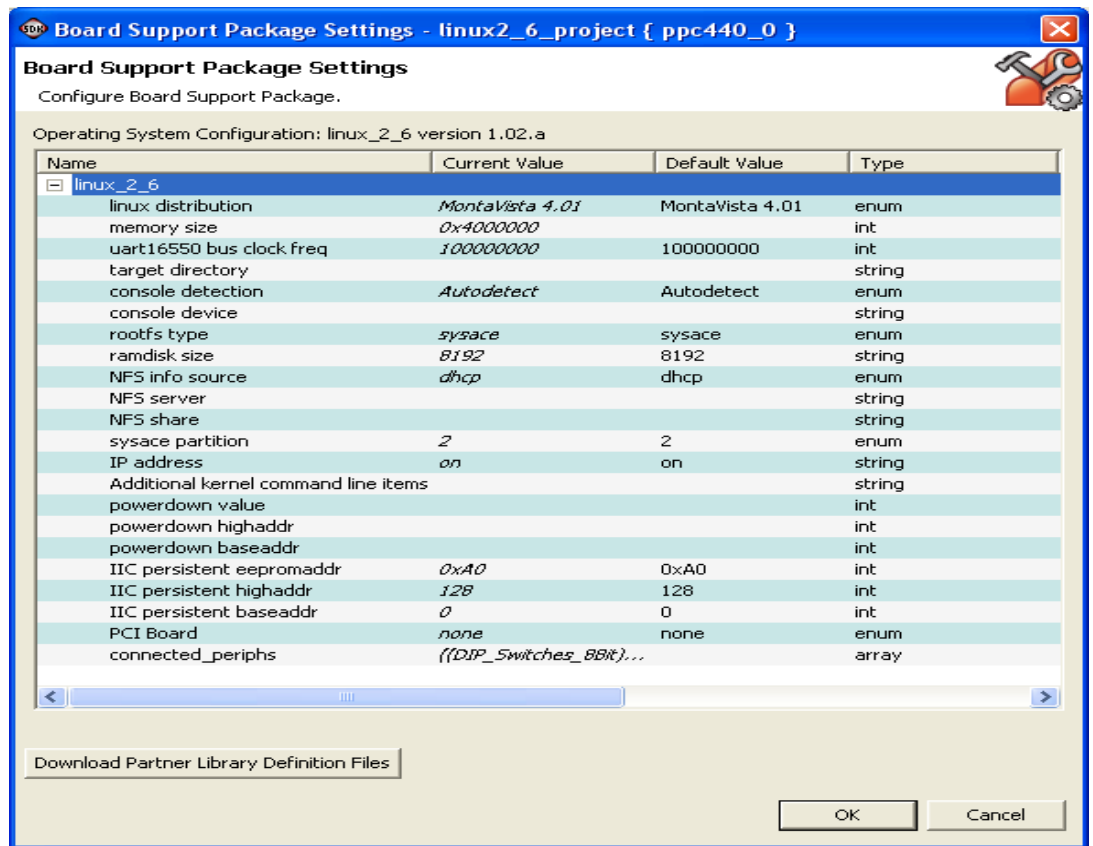 SDK Board Support Package Settings - linux2_6_project { ppc440_0 }
Board Support Package Settings
Configure Board Support Package.
Operating System Configuration: linux_2_6 version 1.02.a
Name Current Value Default Value Type
linux_2_6
linux distribution MontaVista 4.01 MontaVista 4.01 enum
memory size 0x4000000 int
uart16550 bus clock freq 100000000 100000000 int
target directory string
console detection Autodetect Autodetect enum
console device string
rootfs type sysace sysace enum
ramdisk size 8192 8192 string
NFS info source dhcp dhcp enum
NFS server string
NFS share string
sysace partition 2 2 enum
IP address on on string
Additional kernel command line items string
powerdown value int
powerdown highaddr int
powerdown baseaddr int
IIC persistent eepromaddr 0xA0 0xA0 int
IIC persistent highaddr 128 128 int
IIC persistent baseaddr 0 0 int
PCI Board none none enum
connected_periphs ((DIP_Switches_8Bit)... array
Download Partner Library Definition Files
OK Cancel